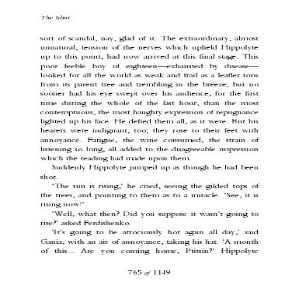 The Idiot
sort of scandal, nay, glad of it. The extraordinary, almost
unnatural, tension of the nerves which upheld Hippolyte
up to this point, had now arrived at this final stage. This
poor feeble boy of eighteen—exhausted by disease—
looked for all the world as weak and frail as a leaflet torn
from its parent tree and trembling in the breeze; but no
sooner had his eye swept over his audience, for the first
time during the whole of the last hour, than the most
contemptuous, the most haughty expression of repugnance
lighted up his face. He defied them all, as it were. But his
hearers were indignant, too; they rose to their feet with
annoyance. Fatigue, the wine consumed, the strain of
listening so long, all added to the disagreeable impression
which the reading had made upon them.
Suddenly Hippolyte jumped up as though he had been
shot.
'The sun is rising,' he cried, seeing the gilded tops of
the trees, and pointing to them as to a miracle. 'See, it is
rising now!'
'Well, what then? Did you suppose it wasn't going to
rise?' asked Ferdishenko.
'It's going to be atrociously hot again all day,' said
Gania, with an air of annoyance, taking his hat. 'A month
of this... Are you coming home, Ptitsin?' Hippolyte
765 of 1149